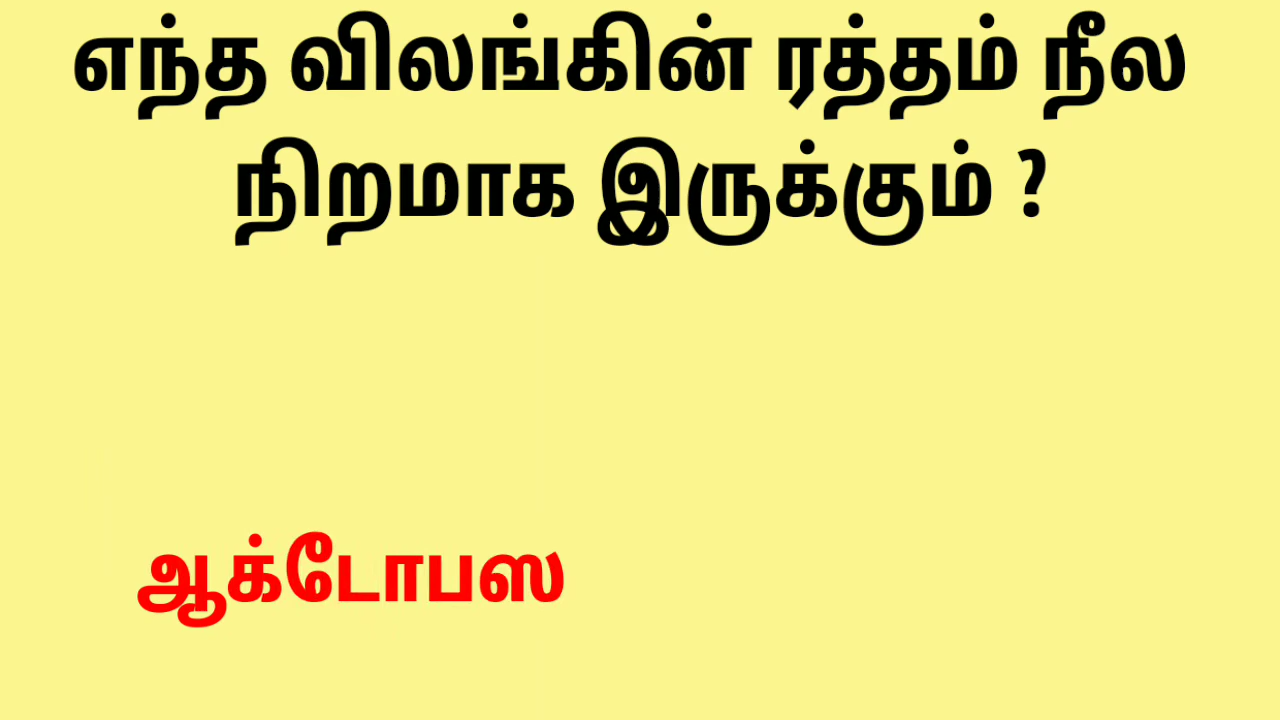 எந்த விலங்கின் ரத்தம் நீல
நிறமாக இருக்கும் ?
ஆக்டோபஸ